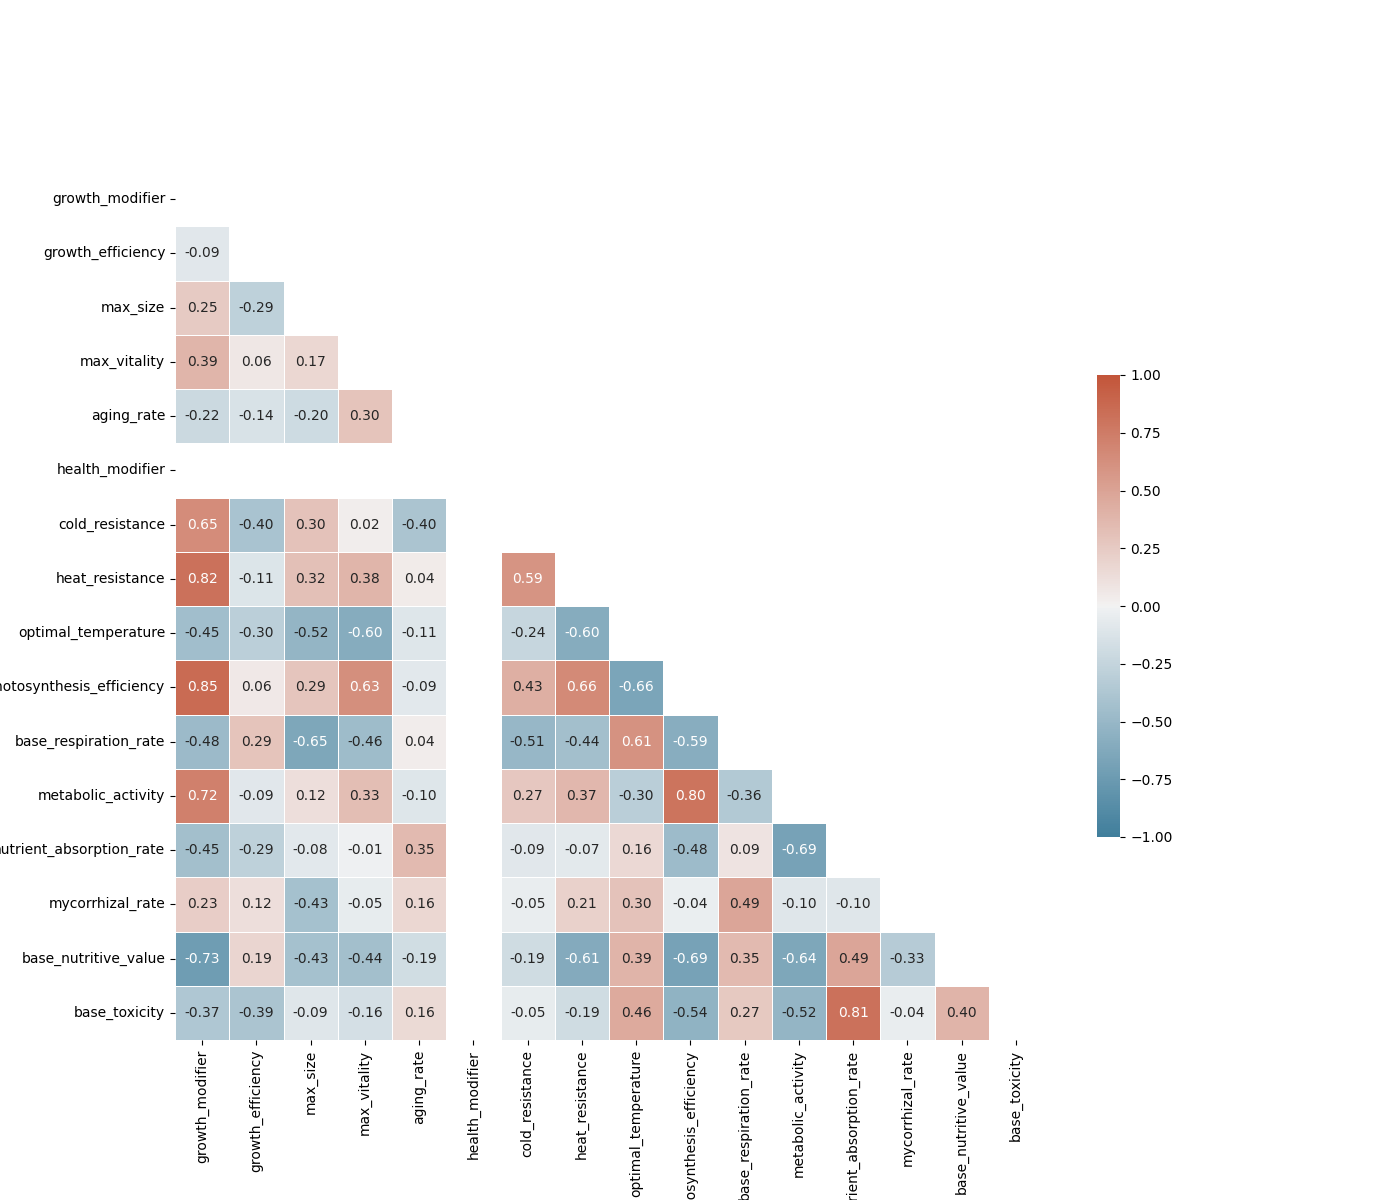 growth_modifier
growth_efficiency -0.09
max_size 0.25 -0.29
max_vitality 0.39 0.06 0.17
aging_rate -0.22 -0.14 -0.20 0.30
health_modifier
cold_resistance 0.65 -0.40 0.30 0.02 -0.40
heat_resistance 0.82 -0.11 0.32 0.38 0.04 0.59
optimal_temperature -0.45 -0.30 -0.52 -0.60 -0.11 -0.24 -0.60
hotosynthesis_efficiency 0.85 0.06 0.29 0.63 -0.09 0.43 0.66 -0.66
base_respiration_rate -0.48 0.29 -0.65 -0.46 0.04 -0.51 -0.44 0.61 -0.59
metabolic_activity 0.72 -0.09 0.12 0.33 -0.10 0.27 0.37 -0.30 0.80 -0.36
utrient_absorption_rate -0.45 -0.29 -0.08 -0.01 0.35 -0.09 -0.07 0.16 -0.48 0.09 -0.69
mycorrhizal_rate 0.23 0.12 -0.43 -0.05 0.16 -0.05 0.21 0.30 -0.04 0.49 -0.10 -0.10
base_nutritive_value -0.73 0.19 -0.43 -0.44 -0.19 -0.19 -0.61 0.39 -0.69 0.35 -0.64 0.49 -0.33
base_toxicity -0.37 -0.39 -0.09 -0.16 0.16 -0.05 -0.19 0.46 -0.54 0.27 -0.52 0.81 -0.04 0.40
growth_modifier
growth_efficiency
max_size
max_vitality
aging_rate
health_modifier
cold_resistance
heat_resistance
optimal_temperature
osynthesis_efficiency
base_respiration_rate
metabolic_activity
rient_absorption_rate
mycorrhizal_rate
base_nutritive_value
base_toxicity
1.00
0.75
0.50
0.25
0.00
−0.25
−0.50
−0.75
−1.00